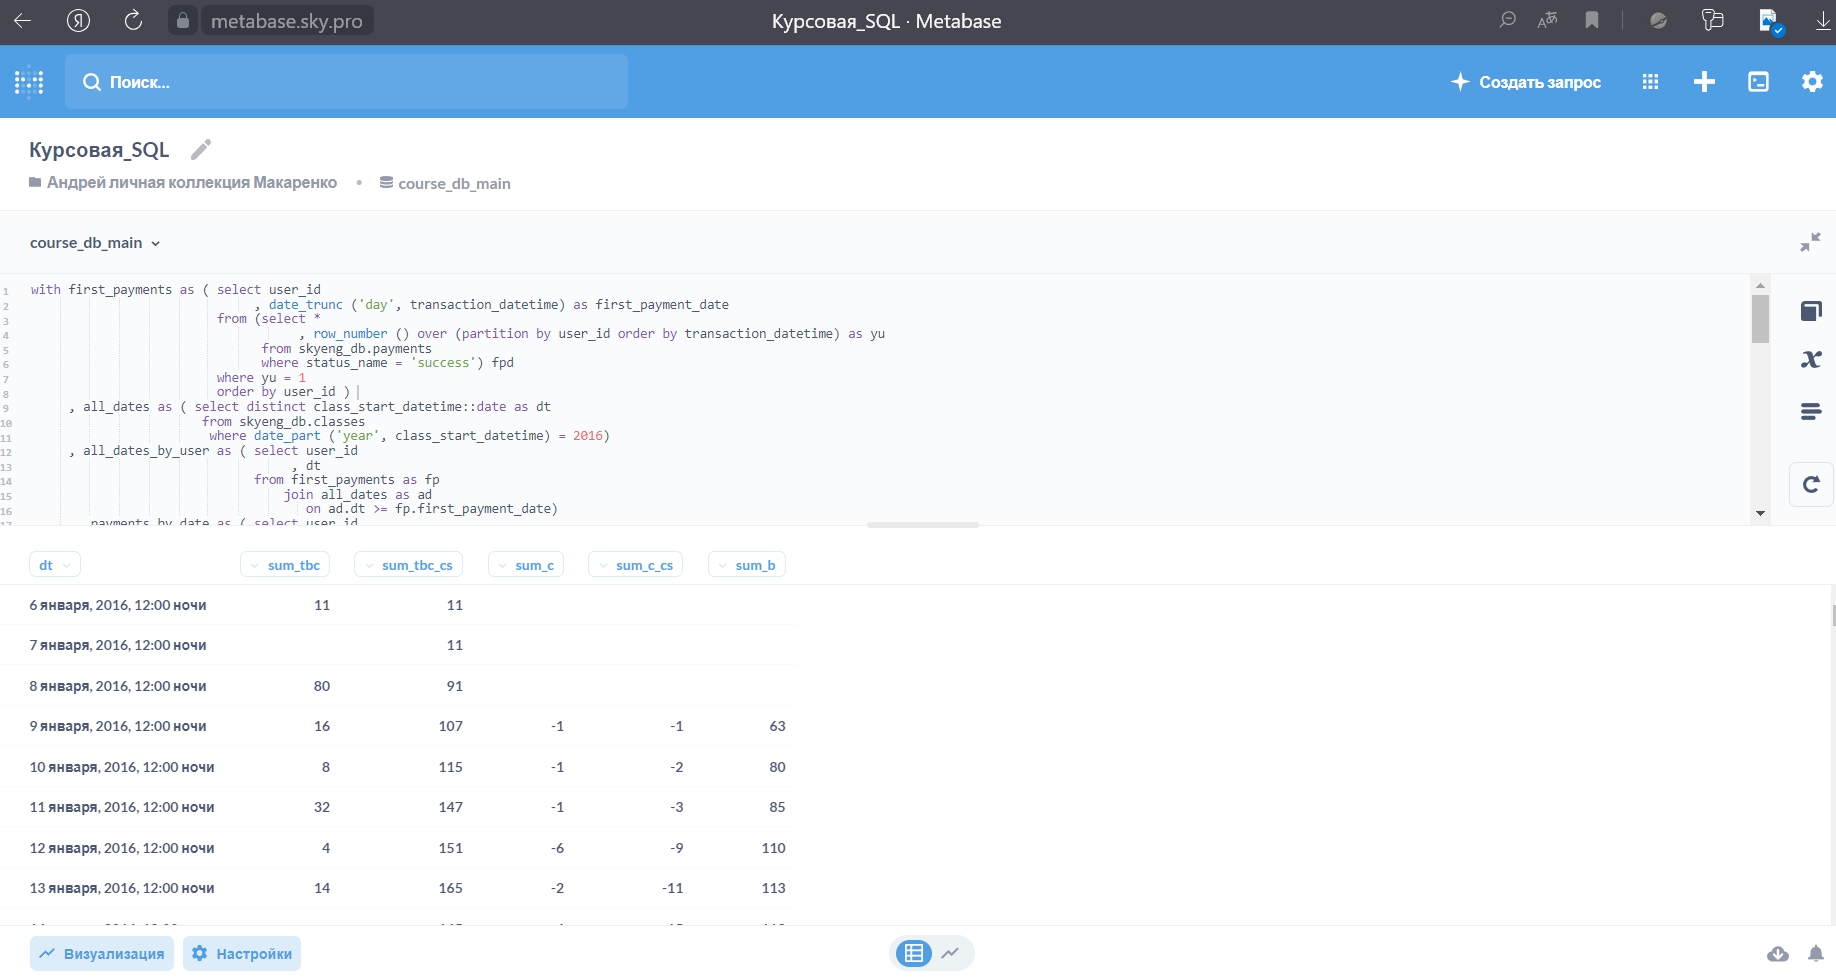 metabase.sky.pro
Курсовая_SQL · Metabase
Поиск...
Создать запрос
Курсовая_SQL
Андрей личная коллекция Макаренко • course_db_main
course_db_main
1 with first_payments as ( select user_id
2 , date_trunc ('day', transaction_datetime) as first_payment_date
3 from (select *
4 , row_number () over (partition by user_id order by transaction_datetime) as yu
5 from skyeng_db.payments
6 where status_name = 'success') fpd
7 where yu = 1
8 order by user_id )
9 , all_dates as ( select distinct class_start_datetime::date as dt
10 from skyeng_db.classes
11 where date_part ('year', class_start_datetime) = 2016)
12 , all_dates_by_user as ( select user_id
13 , dt
14 from first_payments as fp
15 join all_dates as ad
16 on ad.dt >= fp.first_payment_date)
17 payments_by_date as ( select user_id
dt sum_tbc sum_tbc_cs sum_c sum_c_cs sum_b
6 января, 2016, 12:00 ночи 11 11
7 января, 2016, 12:00 ночи 11
8 января, 2016, 12:00 ночи 80 91
9 января, 2016, 12:00 ночи 16 107 -1 -1 63
10 января, 2016, 12:00 ночи 8 115 -1 -2 80
11 января, 2016, 12:00 ночи 32 147 -1 -3 85
12 января, 2016, 12:00 ночи 4 151 -6 -9 110
13 января, 2016, 12:00 ночи 14 165 -2 -11 113
Визуализация
Настройки